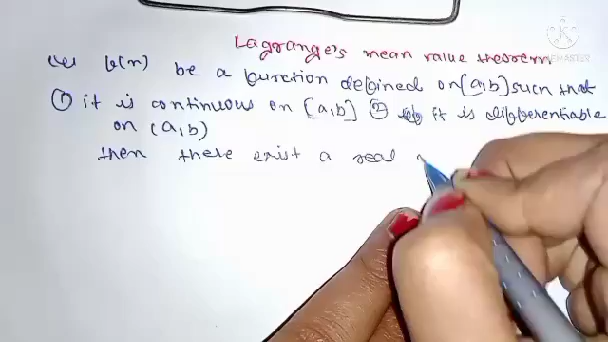 Lagrange's mean value theorem
Let f(x) be a function defined on [a,b] such that
① it is continuous on [a,b] ② it is differentiable
on (a,b)
then there exist a real